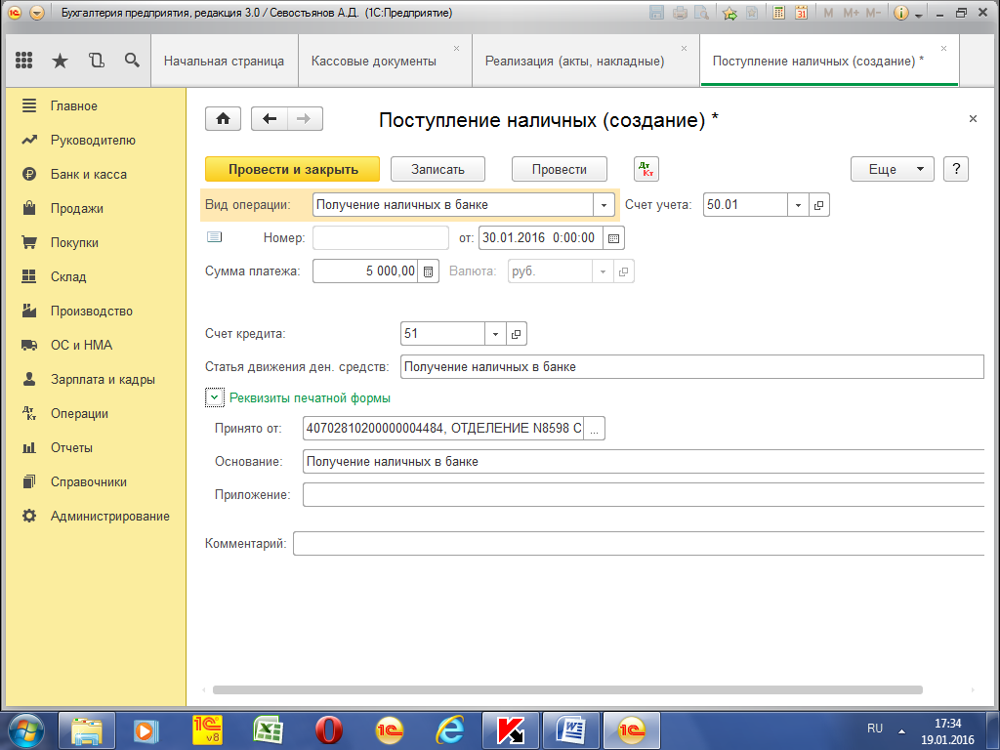 Бухгалтерия предприятия, редакция 3.0 / Севостьянов А.Д. (1С:Предприятие)
M M+ M-
31
Начальная страница
Кассовые документы
Реализация (акты, накладные)
Поступление наличных (создание) *
Главное
Руководителю
Банк и касса
Продажи
Покупки
Склад
Производство
ОС и НМА
Зарплата и кадры
Операции
Отчеты
Справочники
Администрирование
Поступление наличных (создание) *
Провести и закрыть
Записать
Провести
Дт Кт
Еще
?
Вид операции: Получение наличных в банке
Счет учета: 50.01
Номер:
от: 30.01.2016 0:00:00
Сумма платежа: 5 000,00
Валюта: руб.
Счет кредита: 51
Статья движения ден. средств: Получение наличных в банке
Реквизиты печатной формы
Принято от: 40702810200000004484, ОТДЕЛЕНИЕ N8598 С ...
Основание: Получение наличных в банке
Приложение:
Комментарий:
RU
17:34
19.01.2016